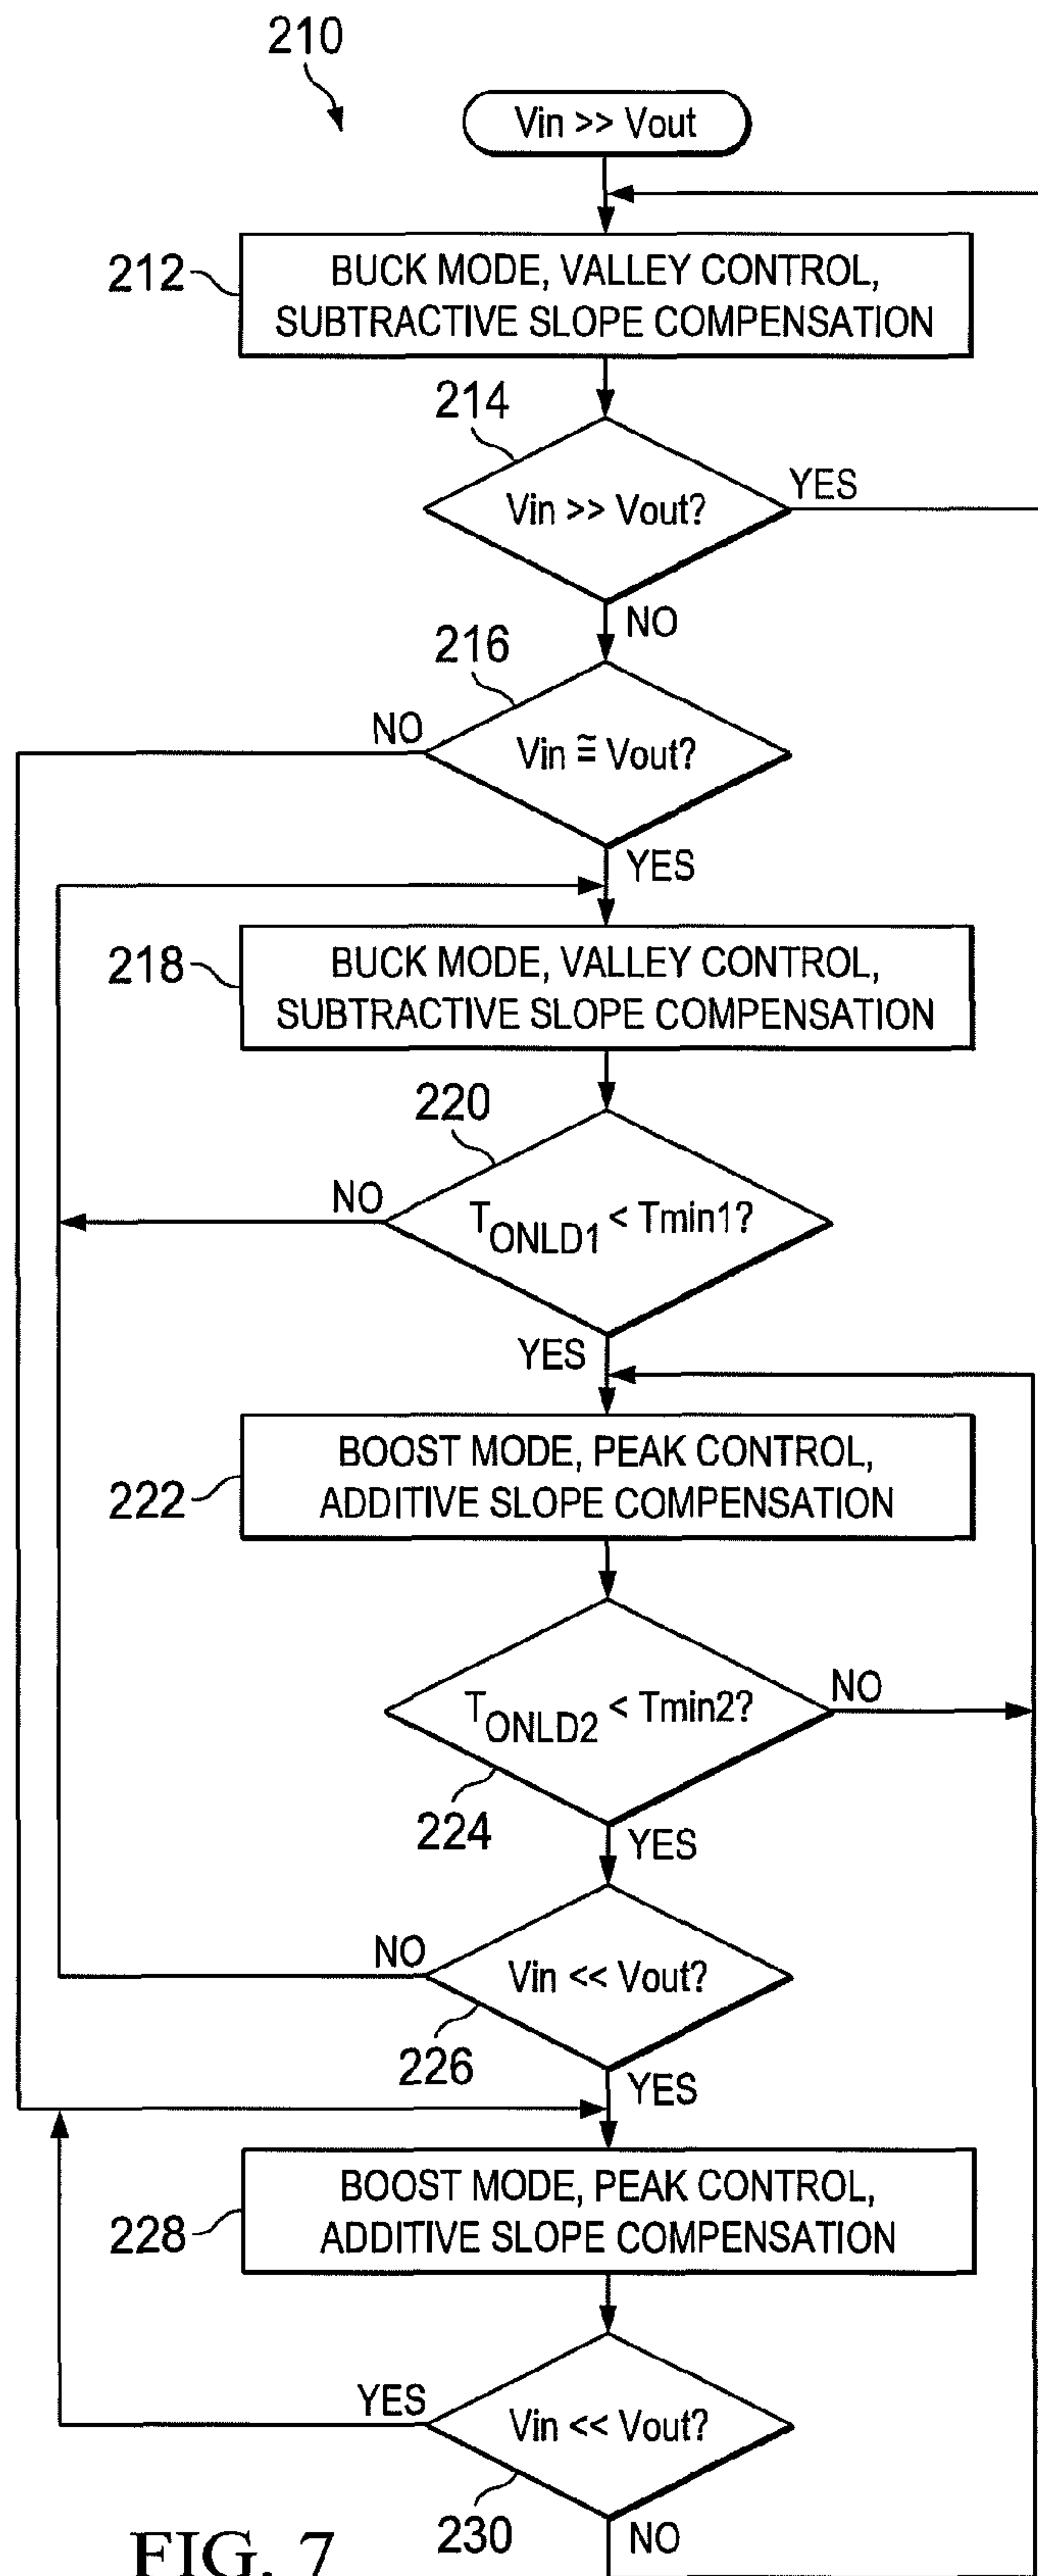 210
Vin >> Vout
212
BUCK MODE, VALLEY CONTROL,
SUBTRACTIVE SLOPE COMPENSATION
214
Vin >> Vout?
YES
NO
216
NO
Vin ≅ Vout?
YES
218
BUCK MODE, VALLEY CONTROL,
SUBTRACTIVE SLOPE COMPENSATION
220
NO
TONLD1 < Tmin1?
YES
222
BOOST MODE, PEAK CONTROL,
ADDITIVE SLOPE COMPENSATION
TONLD2 < Tmin2?
NO
224
YES
NO
Vin << Vout?
226
YES
228
BOOST MODE, PEAK CONTROL,
ADDITIVE SLOPE COMPENSATION
YES
Vin << Vout?
230
NO
FIG. 7